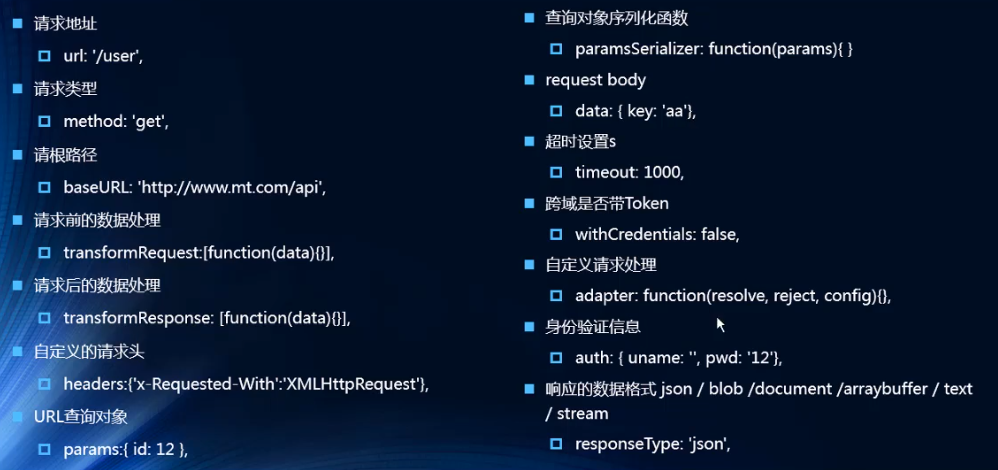 请求地址
url: '/user',
请求类型
method: 'get',
请根路径
baseURL: 'http://www.mt.com/api',
请求前的数据处理
transformRequest:[function(data){}],
请求后的数据处理
transformResponse: [function(data){}],
自定义的请求头
headers:{'x-Requested-With':'XMLHttpRequest'},
URL查询对象
params:{ id: 12 },
查询对象序列化函数
paramsSerializer: function(params){ }
request body
data: { key: 'aa'},
超时设置s
timeout: 1000,
跨域是否带Token
withCredentials: false,
自定义请求处理
adapter: function(resolve, reject, config){},
身份验证信息
auth: { uname: '', pwd: '12'},
响应的数据格式 json / blob /document /arraybuffer / text
/ stream
responseType: 'json',